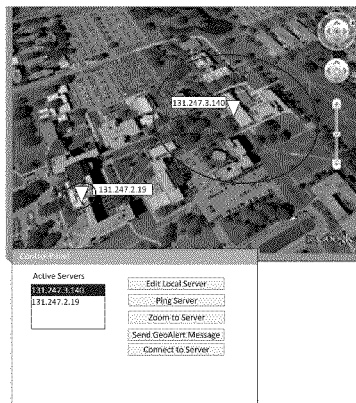 131.247.3.140
131.247.2.19
Control Panel
Active Servers
131.247.3.140
131.247.2.19
Edit Local Server
Ping Server
Zoom to Server
Send GeoAlert Message
Connect to Server